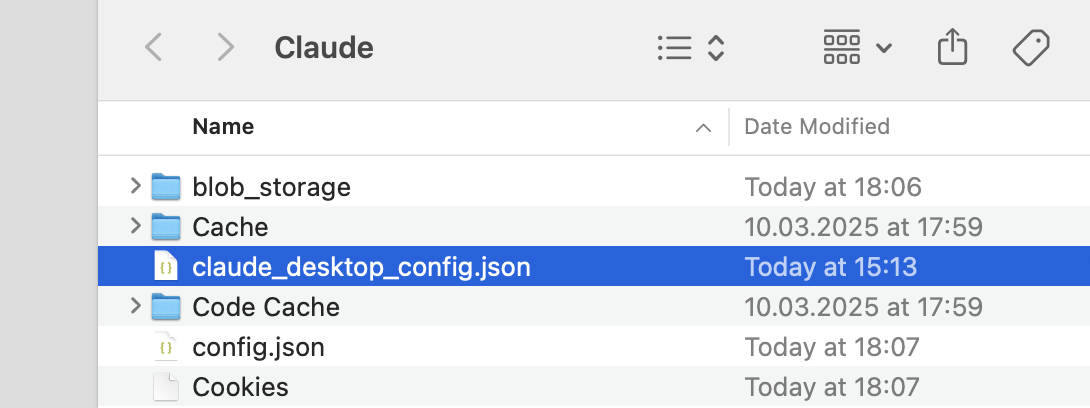 Claude
Name Date Modified
blob_storage Today at 18:06
Cache 10.03.2025 at 17:59
{} claude_desktop_config.json Today at 15:13
Code Cache 10.03.2025 at 17:59
{} config.json Today at 18:07
Cookies Today at 18:07